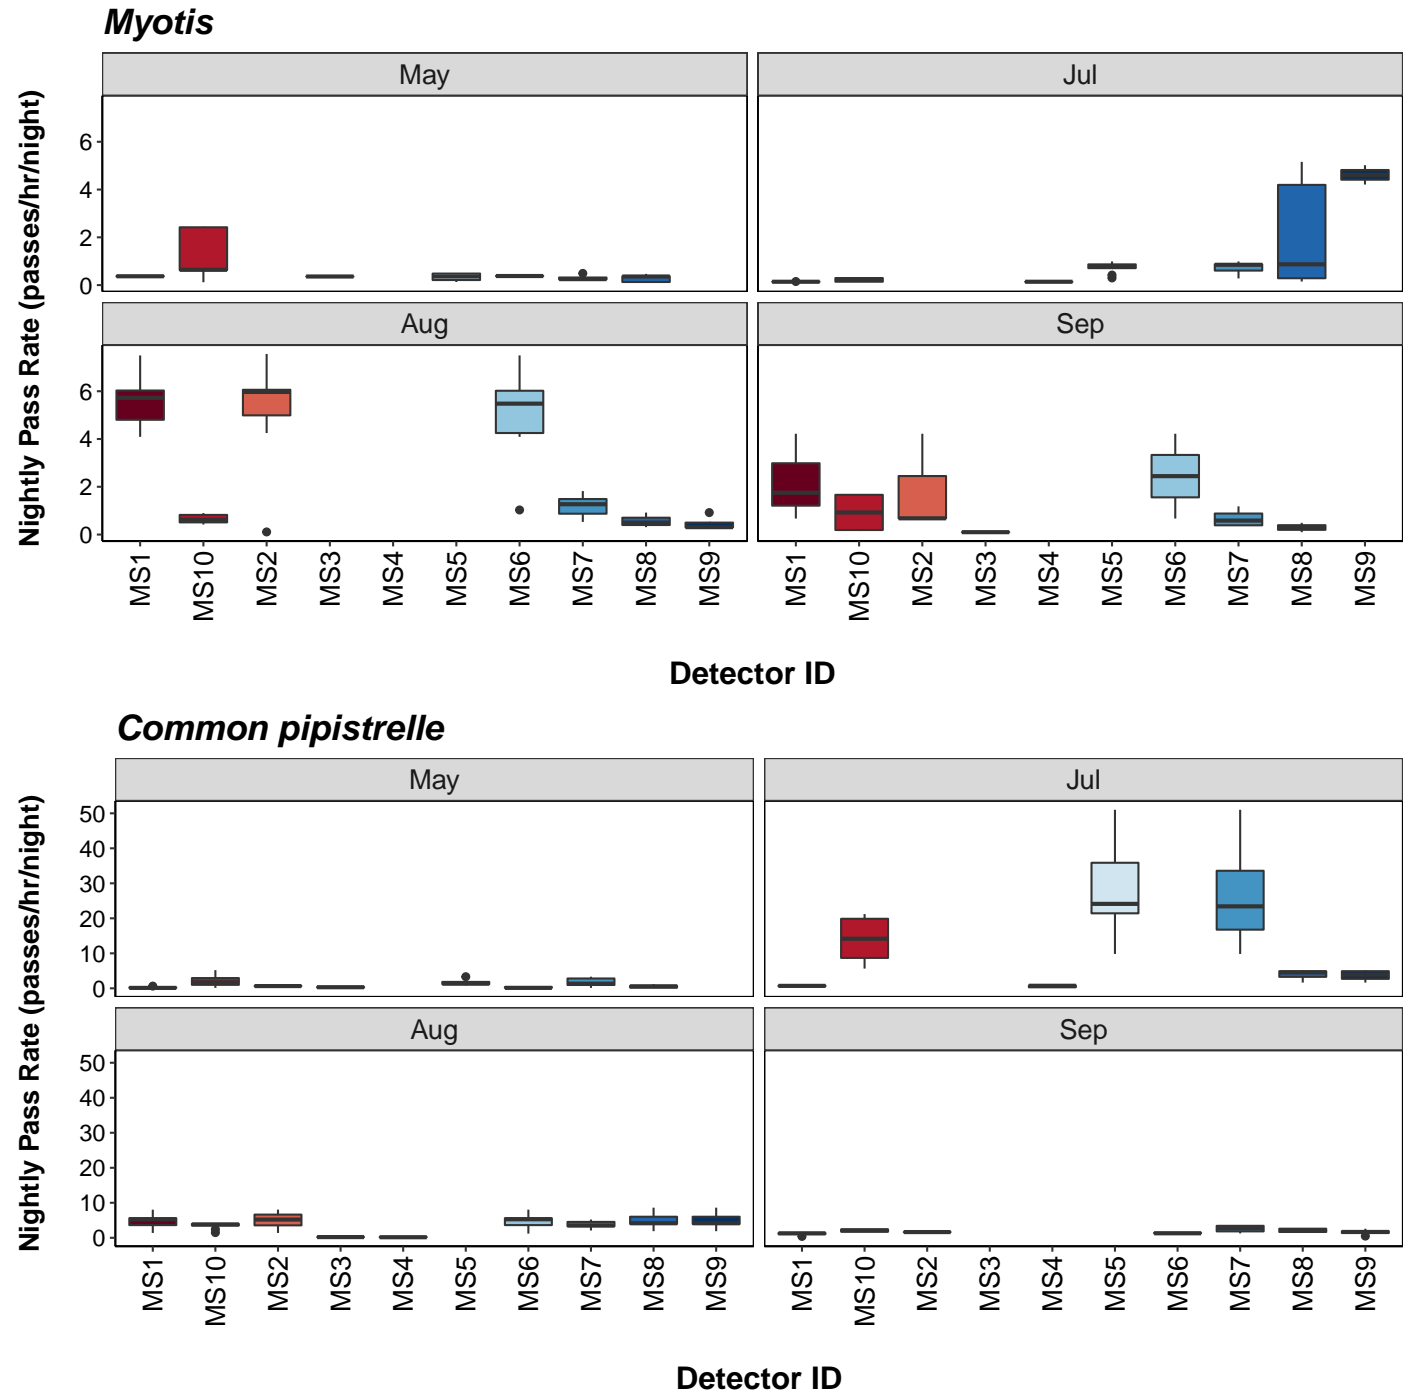 Myotis
May
Jul
6
4
2
0
Aug
Sep
6
4
2
0
Nightly Pass Rate (passes/hr/night)
MS1 MS10 MS2 MS3 MS4 MS5 MS6 MS7 MS8 MS9
MS1 MS10 MS2 MS3 MS4 MS5 MS6 MS7 MS8 MS9
Detector ID
Common pipistrelle
May
Jul
50
40
30
20
10
0
Aug
Sep
50
40
30
20
10
0
Nightly Pass Rate (passes/hr/night)
MS1 MS10 MS2 MS3 MS4 MS5 MS6 MS7 MS8 MS9
MS1 MS10 MS2 MS3 MS4 MS5 MS6 MS7 MS8 MS9
Detector ID